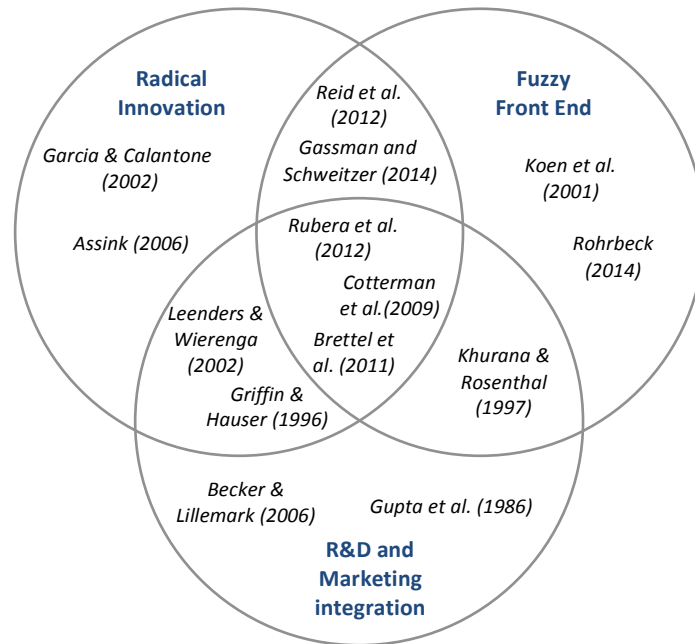 Radical
Innovation
Fuzzy
Front End
Reid et al.
(2012)
Gassman and
Schweitzer (2014)
Garcia & Calantone
(2002)
Koen et al.
(2001)
Assink (2006)
Rubera et al.
(2012)
Rohrbeck
(2014)
Cotterman
et al.(2009)
Leenders &
Wierenga
(2002)
Brettel et
al. (2011)
Khurana &
Rosenthal
(1997)
Griffin &
Hauser (1996)
Becker &
Lillemark (2006)
Gupta et al. (1986)
R&D and
Marketing
integration